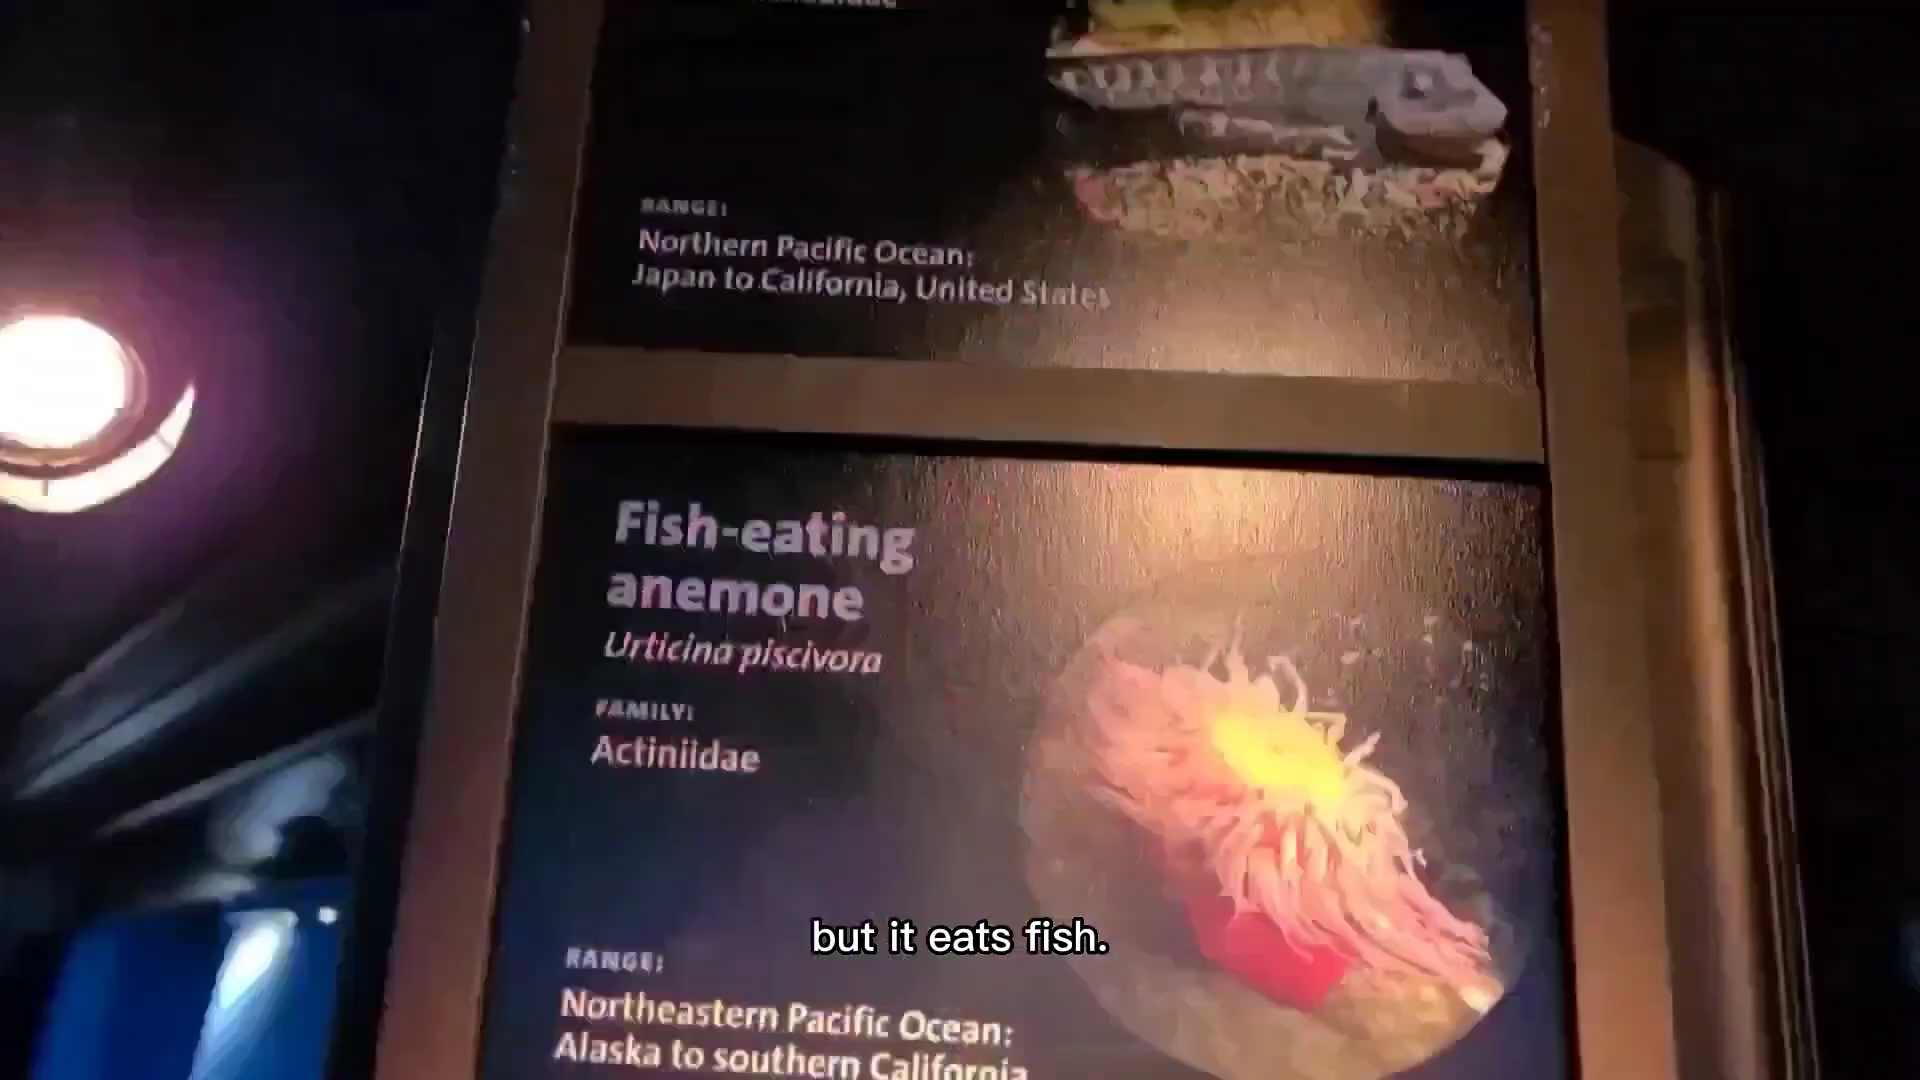 RANGE:
Northern Pacific Ocean:
Japan to California, United States
Fish-eating
anemone
Urticina piscivora
FAMILY:
Actiniidae
but it eats fish.
RANGE:
Northeastern Pacific Ocean:
Alaska to southern California